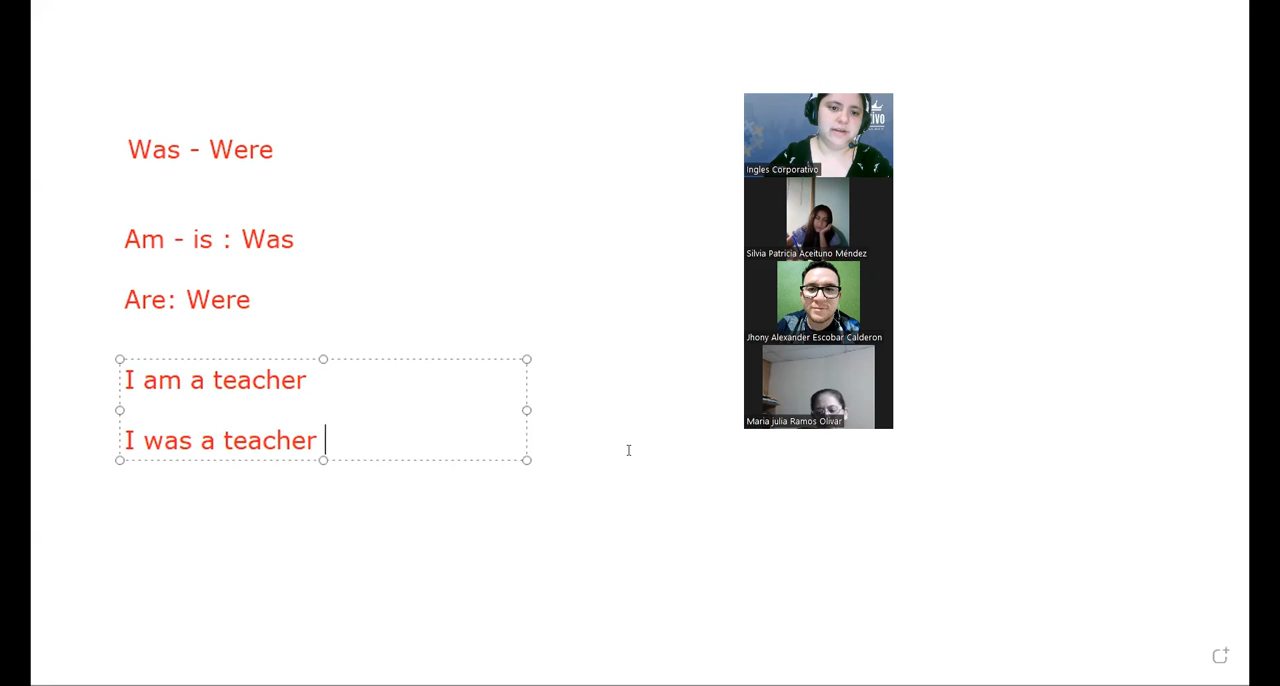 Was - Were
Am - is : Was
Are: Were
I am a teacher
I was a teacher
Ingles Corporativo
Silvia Patricia Aceituno Méndez
Jhony Alexander Escobar Calderon
Maria julia Ramos Olivar